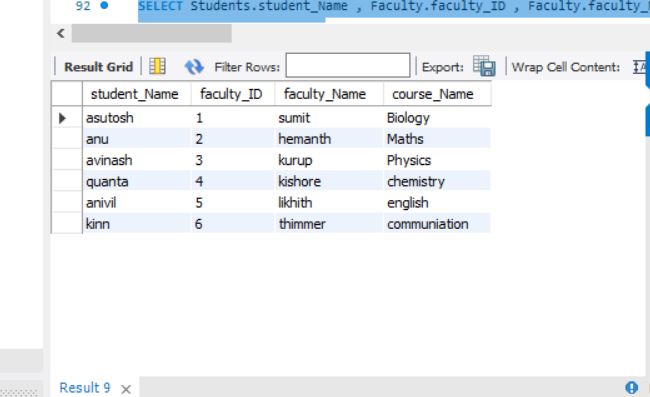 92 SELECT Students.student_Name , Faculty.faculty_ID , Faculty.faculty_
Result Grid Filter Rows: Export: Wrap Cell Content:
student_Name faculty_ID faculty_Name course_Name
asutosh 1 sumit Biology
anu 2 hemanth Maths
avinash 3 kurup Physics
quanta 4 kishore chemistry
anivil 5 likhith english
kinn 6 thimmer communiation
Result 9